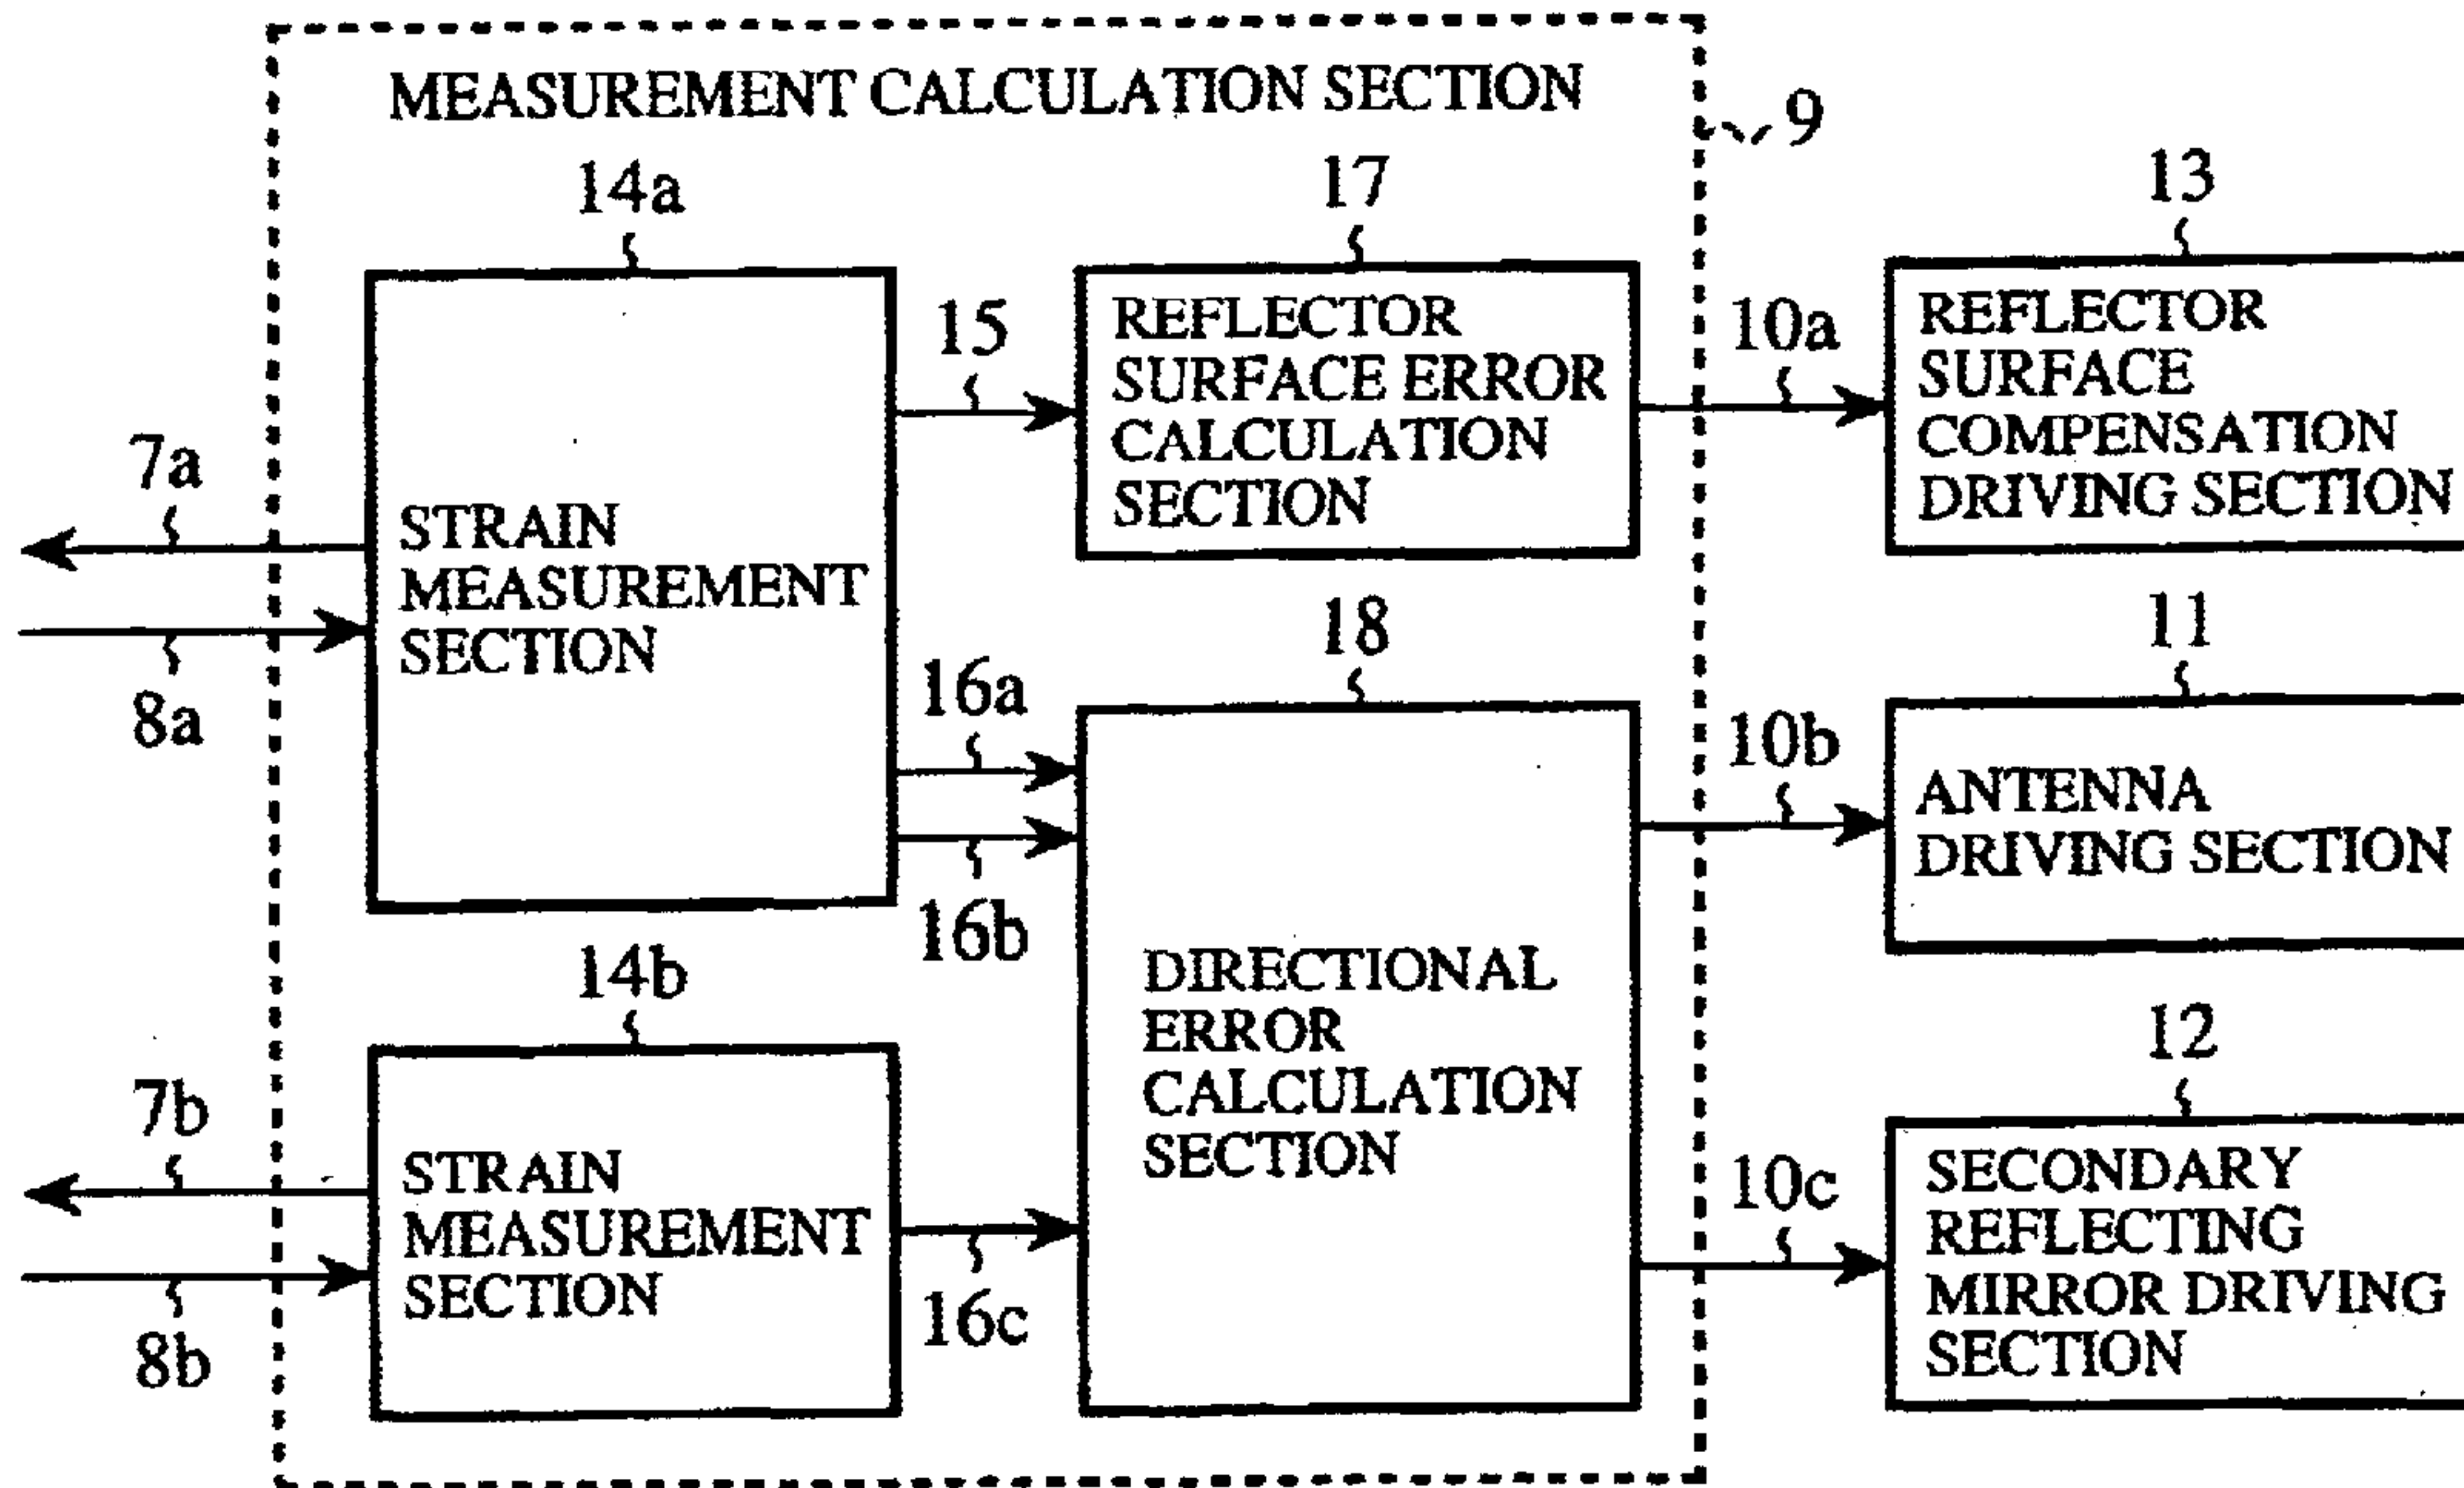 MEASUREMENT CALCULATION SECTION
9
14a
17
13
STRAIN
MEASUREMENT
SECTION
15
REFLECTOR
SURFACE ERROR
CALCULATION
SECTION
10a
REFLECTOR
SURFACE
COMPENSATION
DRIVING SECTION
7a
8a
16a
16b
18
10b
11
ANTENNA
DRIVING SECTION
14b
DIRECTIONAL
ERROR
CALCULATION
SECTION
12
7b
8b
STRAIN
MEASUREMENT
SECTION
16c
10c
SECONDARY
REFLECTING
MIRROR DRIVING
SECTION